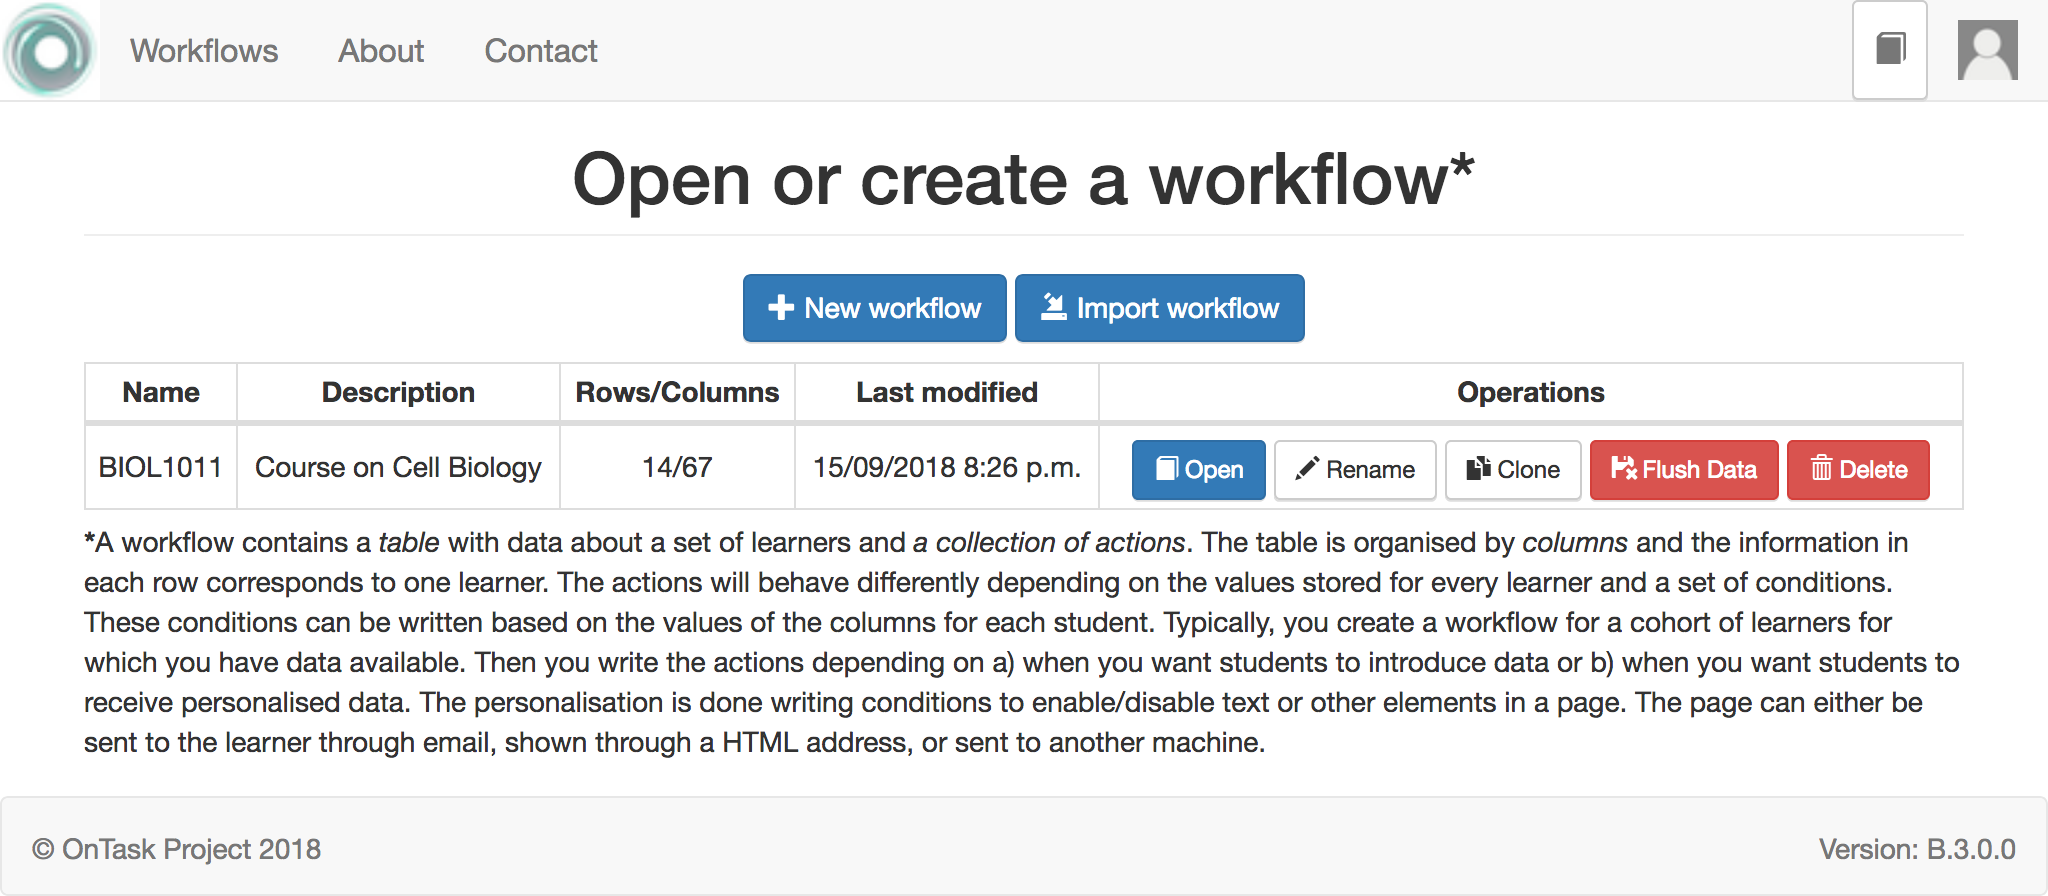 Workflows About Contact
Open or create a workflow*
New workflow Import workflow
Name Description Rows/Columns Last modified Operations
BIOL1011 Course on Cell Biology 14/67 15/09/2018 8:26 p.m. Open Rename Clone Flush Data Delete
*A workflow contains a table with data about a set of learners and a collection of actions. The table is organised by columns and the information in
each row corresponds to one learner. The actions will behave differently depending on the values stored for every learner and a set of conditions.
These conditions can be written based on the values of the columns for each student. Typically, you create a workflow for a cohort of learners for
which you have data available. Then you write the actions depending on a) when you want students to introduce data or b) when you want students to
receive personalised data. The personalisation is done writing conditions to enable/disable text or other elements in a page. The page can either be
sent to the learner through email, shown through a HTML address, or sent to another machine.
© OnTask Project 2018 Version: B.3.0.0